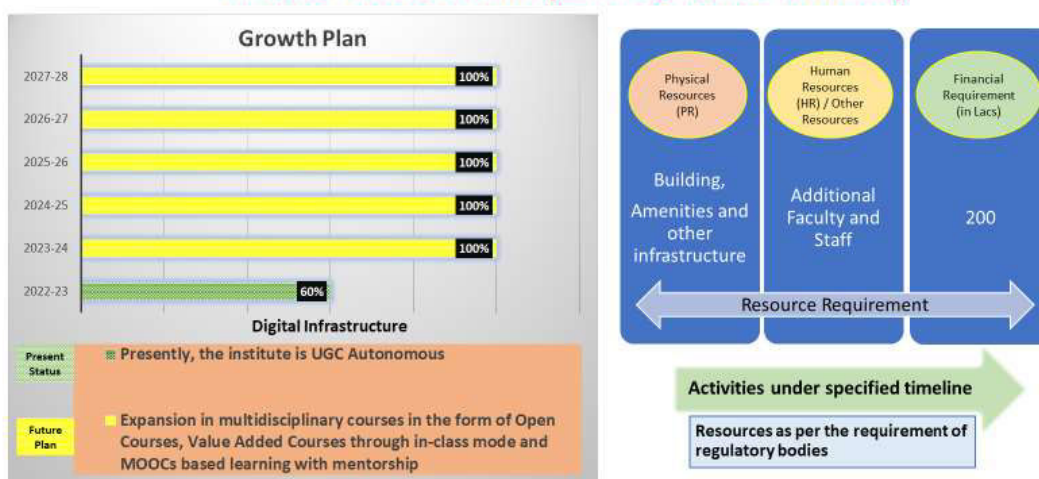 Growth Plan
2027-28
100%
2026-27
100%
2025-26
100%
2024-25
100%
2023-24
100%
2022-23
60%
Digital Infrastructure
Present
Status
Presently, the institute is UGC Autonomous
Future
Plan
Expansion in multidisciplinary courses in the form of Open
Courses, Value Added Courses through in-class mode and
MOOCs based learning with mentorship
Physical
Resources
(PR)
Human
Resources
(HR) / Other
Resources
Financial
Requirement
(in Lacs)
Building,
Amenities and
other
infrastructure
Additional
Faculty and
Staff
200
Resource Requirement
Activities under specified timeline
Resources as per the requirement of
regulatory bodies